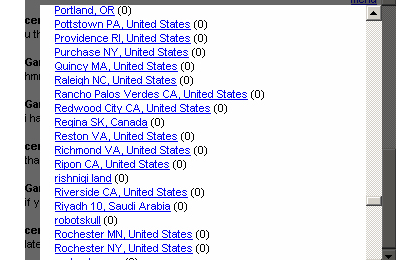 menu
Portland, OR (0)
Pottstown PA, United States (0)
Providence RI, United States (0)
Purchase NY, United States (0)
Quincy MA, United States (0)
Raleigh NC, United States (0)
Rancho Palos Verdes CA, United States (0)
Redwood City CA, United States (0)
Regina SK, Canada (0)
Reston VA, United States (0)
Richmond VA, United States (0)
Ripon CA, United States (0)
rishniqi land (0)
Riverside CA, United States (0)
Riyadh 10, Saudi Arabia (0)
robotskull (0)
Rochester MN, United States (0)
Rochester NY, United States (0)